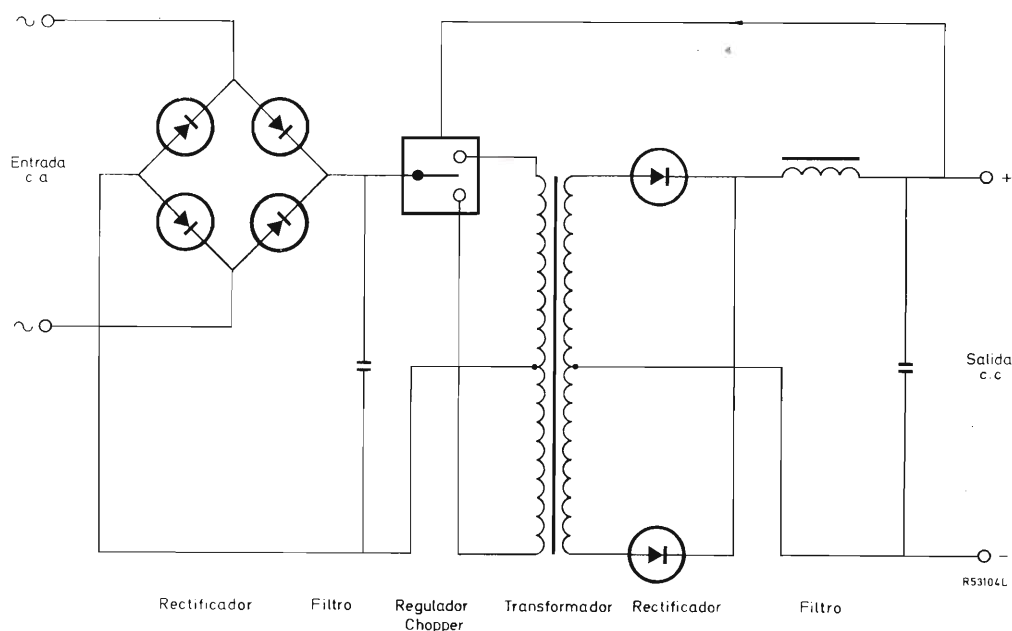 Entrada
c a
+
Salida
c.c
−
R53104L
Rectificador
Filtro
Regulador
Chopper
Transformador
Rectificador
Filtro